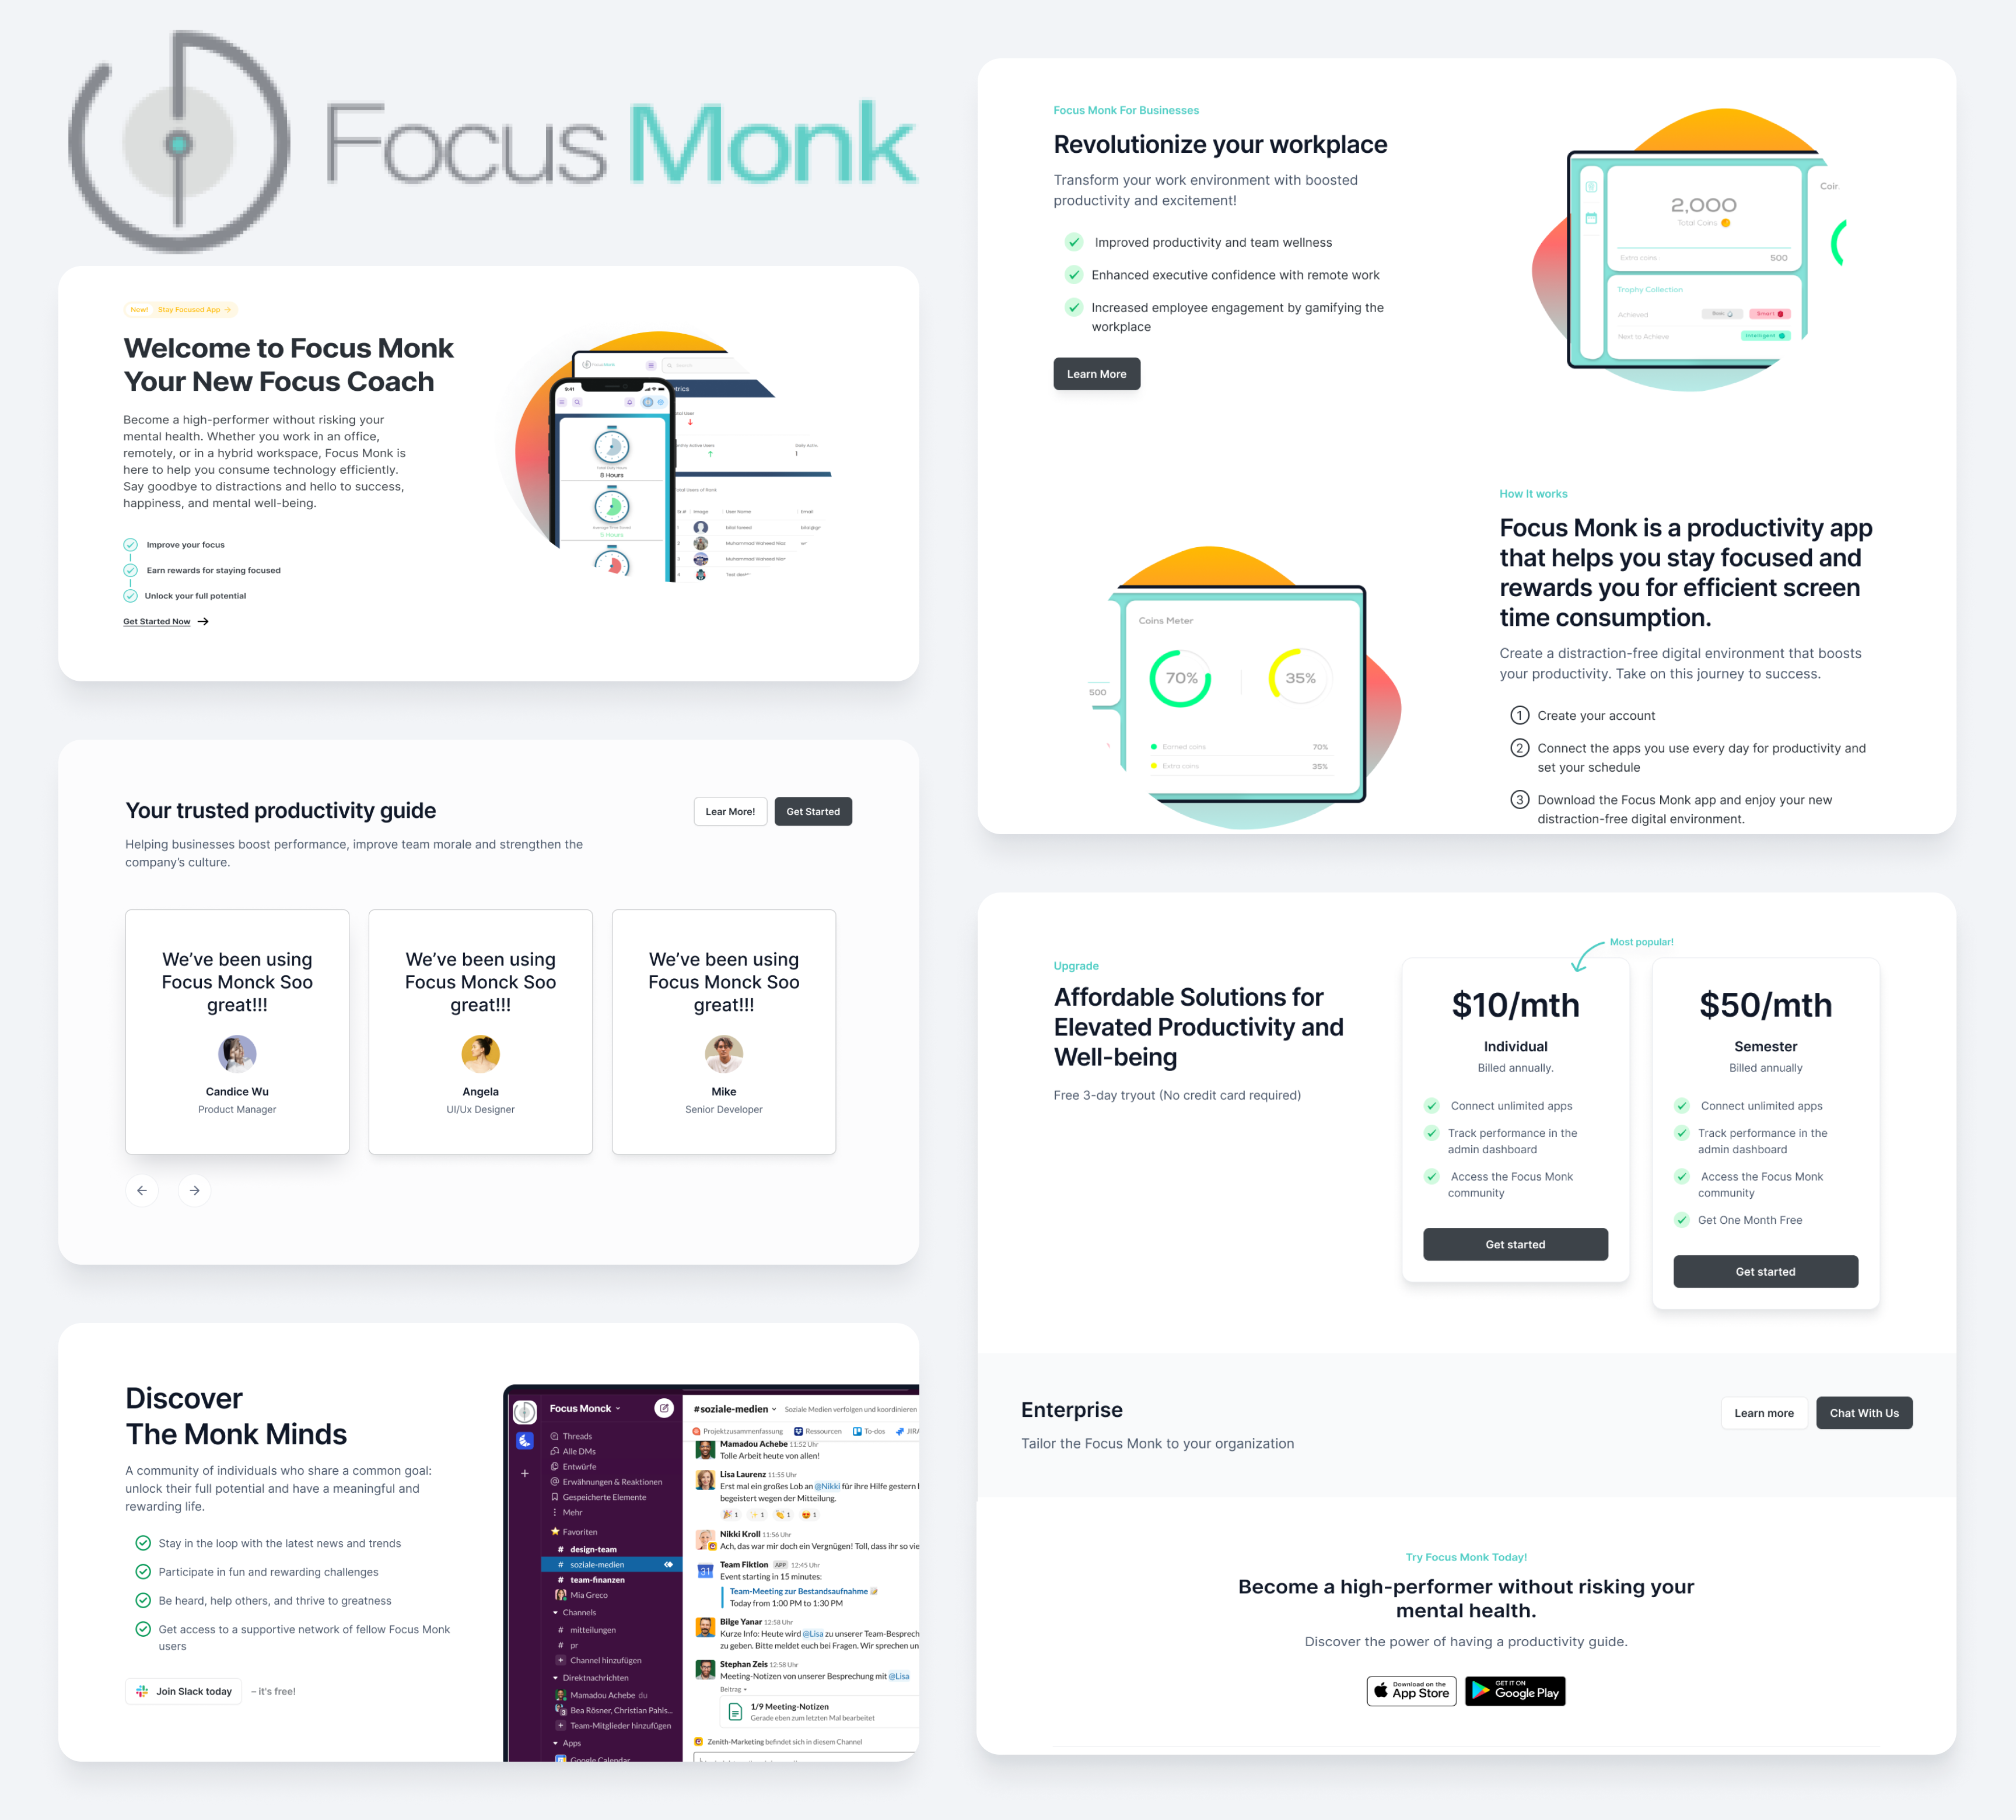 Focus Monk
New! Stay Focused App →
Welcome to Focus Monk
Your New Focus Coach
Become a high-performer without risking your
mental health. Whether you work in an office,
remotely, or in a hybrid workspace, Focus Monk is
here to help you consume technology efficiently.
Say goodbye to distractions and hello to success,
happiness, and mental well-being.
Improve your focus
Earn rewards for staying focused
Unlock your full potential
Get Started Now →
9:41
8 Hours
5 Hours
Image
User Name
Email
Your trusted productivity guide
Lear More!
Get Started
Helping businesses boost performance, improve team morale and strengthen the
company's culture.
We've been using
Focus Monck Soo
great!!!
Candice Wu
Product Manager
We've been using
Focus Monck Soo
great!!!
Angela
UI/Ux Designer
We've been using
Focus Monck Soo
great!!!
Mike
Senior Developer
Discover
The Monk Minds
A community of individuals who share a common goal:
unlock their full potential and have a meaningful and
rewarding life.
Stay in the loop with the latest news and trends
Participate in fun and rewarding challenges
Be heard, help others, and thrive to greatness
Get access to a supportive network of fellow Focus Monk
users
Join Slack today
– it's free!
Focus Monck
Threads
Alle DMs
Entwürfe
Erwähnungen & Reaktionen
Gespeicherte Elemente
Mehr
Favoriten
# design-team
# soziale-medien
# team-finanzen
Mia Greco
Channels
# mitteilungen
# pr
+ Channel hinzufügen
Direktnachrichten
Mamadou Achebe du
3 Bea Rösner, Christian Pahls...
+ Team-Mitglieder hinzufügen
Apps
Google Calendar
#soziale-medien
Soziale Medien verfolgen und koordinieren
Projektzusammenfassung
Ressourcen
To-dos
JIRA
Mamadou Achebe 11:52 Uhr
Tolle Arbeit heute von allen!
Lisa Laurenz 11:55 Uhr
Erst mal ein großes Lob an @Nikki für ihre Hilfe gestern
begeistert wegen der Mitteilung.
1 1 1 1
Nikki Kroll 11:56 Uhr
Ach, das war mir doch ein Vergnügen! Toll, dass ihr so vie
Team Fiktion APP 12:45 Uhr
31
Event starting in 15 minutes:
Team-Meeting zur Bestandsaufnahme
Today from 1:00 PM to 1:30 PM
Bilge Yanar 12:58 Uhr
Kurze Info: Heute wird @Lisa zu unserer Team-Besprech
zu geben. Bitte meldet euch bei Fragen. Wir sprechen un
Stephan Zeis 12:58 Uhr
Meeting-Notizen von unserer Besprechung mit @Lisa
Beitrag
1/9 Meeting-Notizen
Gerade eben zum letzten Mal bearbeitet
Zenith-Marketing befindet sich in diesem Channel
Focus Monk For Businesses
Revolutionize your workplace
Transform your work environment with boosted
productivity and excitement!
Improved productivity and team wellness
Enhanced executive confidence with remote work
Increased employee engagement by gamifying the
workplace
Learn More
2,000
Total Coins
Extra coins
500
Trophy Collection
Achieved
Smart
Next to Achieve
Intelligent
How It works
Focus Monk is a productivity app
that helps you stay focused and
rewards you for efficient screen
time consumption.
Create a distraction-free digital environment that boosts
your productivity. Take on this journey to success.
1 Create your account
2 Connect the apps you use every day for productivity and
set your schedule
3 Download the Focus Monk app and enjoy your new
distraction-free digital environment.
500
Coins Meter
70%
35%
Earned coins 70%
Extra coins 35%
Upgrade
Affordable Solutions for
Elevated Productivity and
Well-being
Free 3-day tryout (No credit card required)
Most popular!
$10/mth
Individual
Billed annually.
Connect unlimited apps
Track performance in the
admin dashboard
Access the Focus Monk
community
Get started
$50/mth
Semester
Billed annually
Connect unlimited apps
Track performance in the
admin dashboard
Access the Focus Monk
community
Get One Month Free
Get started
Enterprise
Tailor the Focus Monk to your organization
Learn more
Chat With Us
Try Focus Monk Today!
Become a high-performer without risking your
mental health.
Discover the power of having a productivity guide.
Download on the
App Store
GET IT ON
Google Play